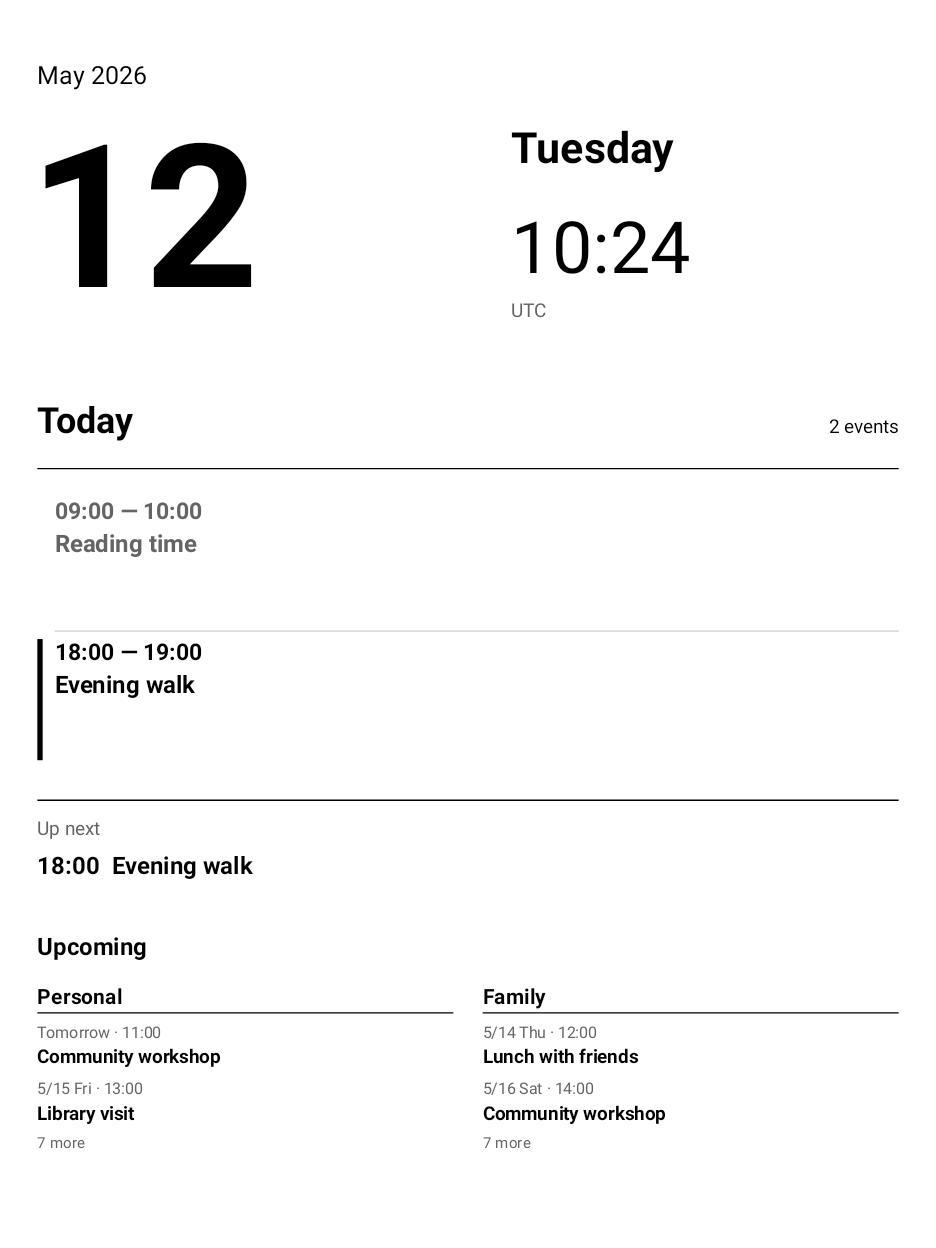 May 2026
12
Tuesday
10:24
UTC
Today
2 events
09:00 — 10:00
Reading time
18:00 — 19:00
Evening walk
Up next
18:00 Evening walk
Upcoming
Personal
Tomorrow · 11:00
Community workshop
5/15 Fri · 13:00
Library visit
7 more
Family
5/14 Thu · 12:00
Lunch with friends
5/16 Sat · 14:00
Community workshop
7 more